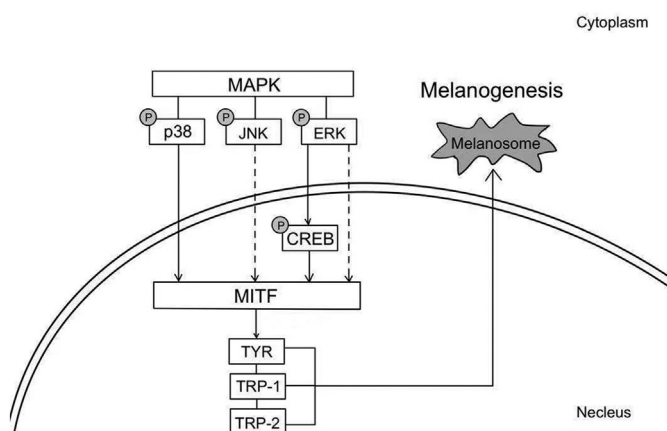 Cytoplasm
MAPK
Melanogenesis
P
P
P
p38
JNK
ERK
Melanosome
P
CREB
MITF
TYR
TRP-1
TRP-2
Necleus